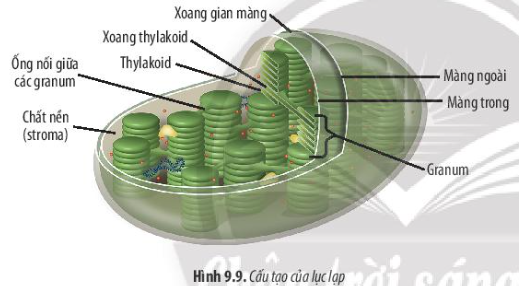 Xoang gian màng
Xoang thylakoid
Thylakoid
Ống nối giữa
các granum
Chất nền
(stroma)
Màng ngoài
Màng trong
Granum
Hình 9.9. Cấu tạo của lục lạp